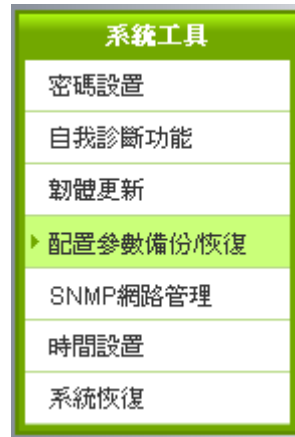 系統工具
密碼設置
自我診斷功能
韌體更新
配置參數備份/恢復
SNMP網路管理
時間設置
系統恢復